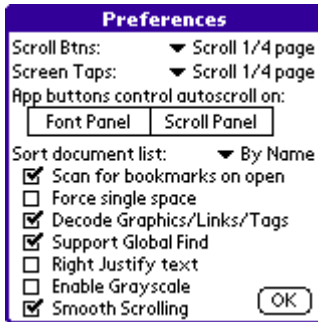 Preferences
Scroll Btns: Scroll 1/4 page
Screen Taps: Scroll 1/4 page
App buttons control autoscroll on:
Font Panel Scroll Panel
Sort document list: By Name
Scan for bookmarks on open
Force single space
Decode Graphics/Links/Tags
Support Global Find
Right Justify text
Enable Grayscale
Smooth Scrolling OK